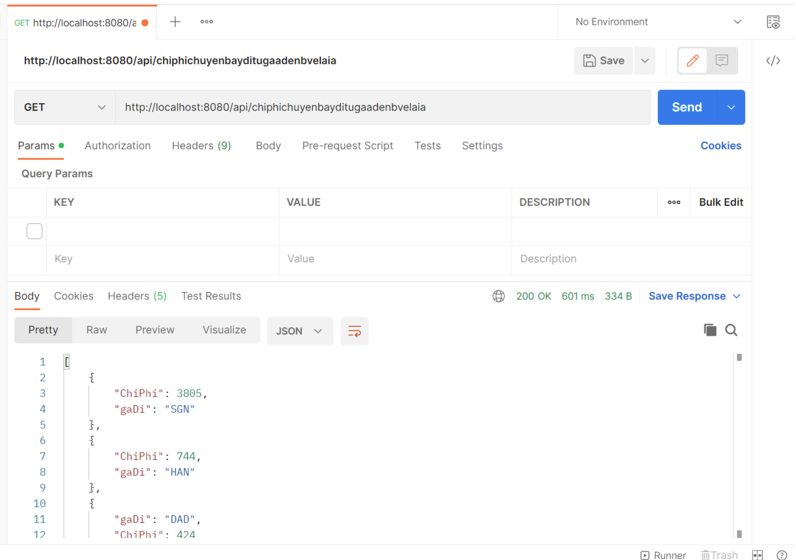 GET http://localhost:8080/a
No Environment
http://localhost:8080/api/chiphichuyenbayditugaadenbvelaia
Save
GET http://localhost:8080/api/chiphichuyenbayditugaadenbvelaia Send
Params Authorization Headers (9) Body Pre-request Script Tests Settings Cookies
Query Params
KEY VALUE DESCRIPTION Bulk Edit
Key Value Description
Body Cookies Headers (5) Test Results 200 OK 601 ms 334 B Save Response
Pretty Raw Preview Visualize JSON
1 [
2 {
3 "ChiPhi": 3805,
4 "gaDi": "SGN"
5 },
6 {
7 "ChiPhi": 744,
8 "gaDi": "HAN"
9 },
10 {
11 "gaDi": "DAD",
12 "ChiPhi": 424
Runner Trash